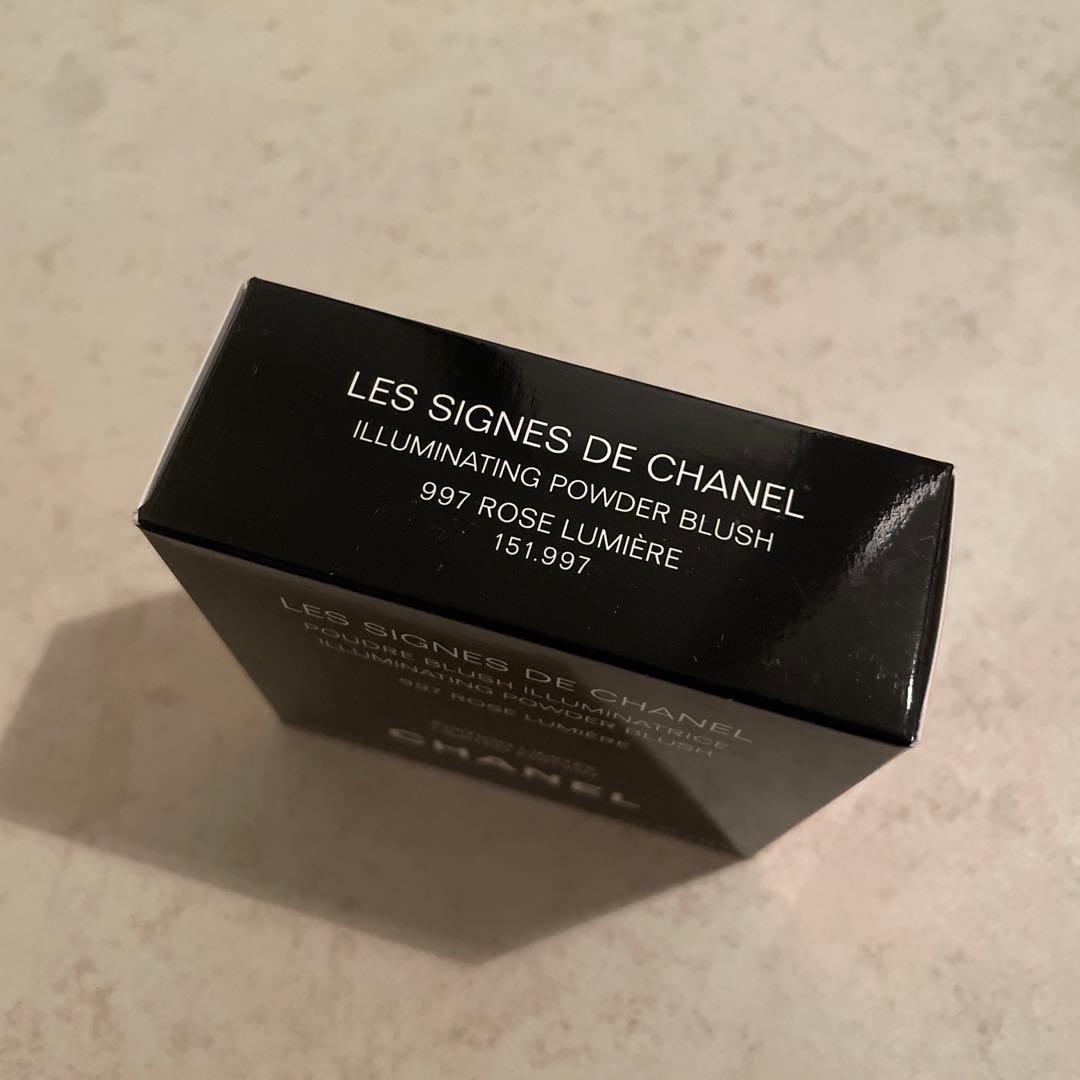 LES SIGNES DE CHANEL
ILLUMINATING POWDER BLUSH
997 ROSE LUMIÈRE
151.997
LES SIGNES DE CHANEL
POUDRE BLUSH ILLUMINATRICE
ILLUMINATING POWDER BLUSH
997 ROSE LUMIÈRE
CHANEL